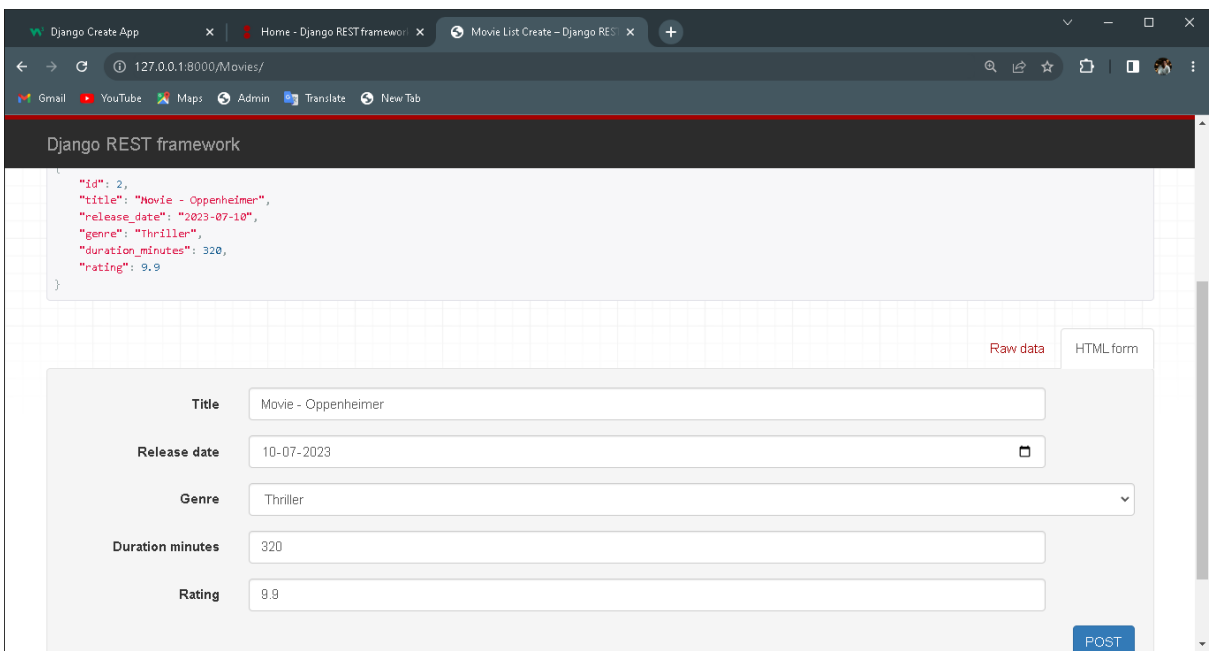 Django Create App
Home - Django REST framewor
Movie List Create – Django RES
127.0.0.1:8000/Movies/
Gmail YouTube Maps Admin Translate New Tab
Django REST framework
{
"id": 2,
"title": "Movie - Oppenheimer",
"release_date": "2023-07-10",
"genre": "Thriller",
"duration_minutes": 320,
"rating": 9.9
}
Raw data HTML form
Title Movie - Oppenheimer
Release date 10-07-2023
Genre Thriller
Duration minutes 320
Rating 9.9
POST